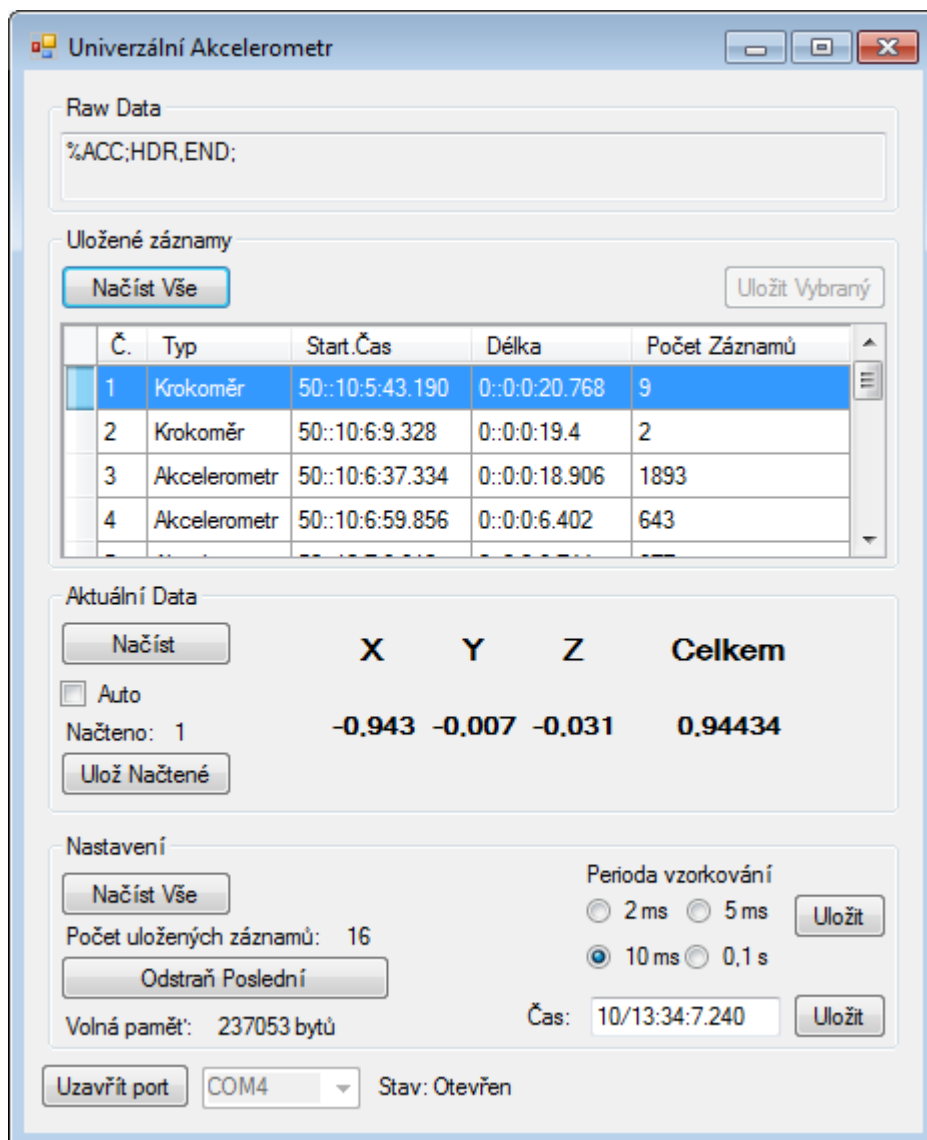 Univerzální Akcelerometr
Raw Data
%ACC;HDR,END;
Uložené záznamy
Načíst Vše Uložit Vybraný
Č. Typ Start.Čas Délka Počet Záznamů
1 Krokoměr 50::10:5:43.190 0::0:0:20.768 9
2 Krokoměr 50::10:6:9.328 0::0:0:19.4 2
3 Akcelerometr 50::10:6:37.334 0::0:0:18.906 1893
4 Akcelerometr 50::10:6:59.856 0::0:0:6.402 643
Aktuální Data
Načíst X Y Z Celkem
Auto
Načteno: 1 -0,943 -0,007 -0,031 0,94434
Ulož Načtené
Nastavení
Načíst Vše Perioda vzorkování
2 ms 5 ms Uložit
Počet uložených záznamů: 16
10 ms 0,1 s
Odstraň Poslední
Volná paměť: 237053 bytů Čas: 10/13:34:7.240 Uložit
Uzavřít port COM4 Stav: Otevřen